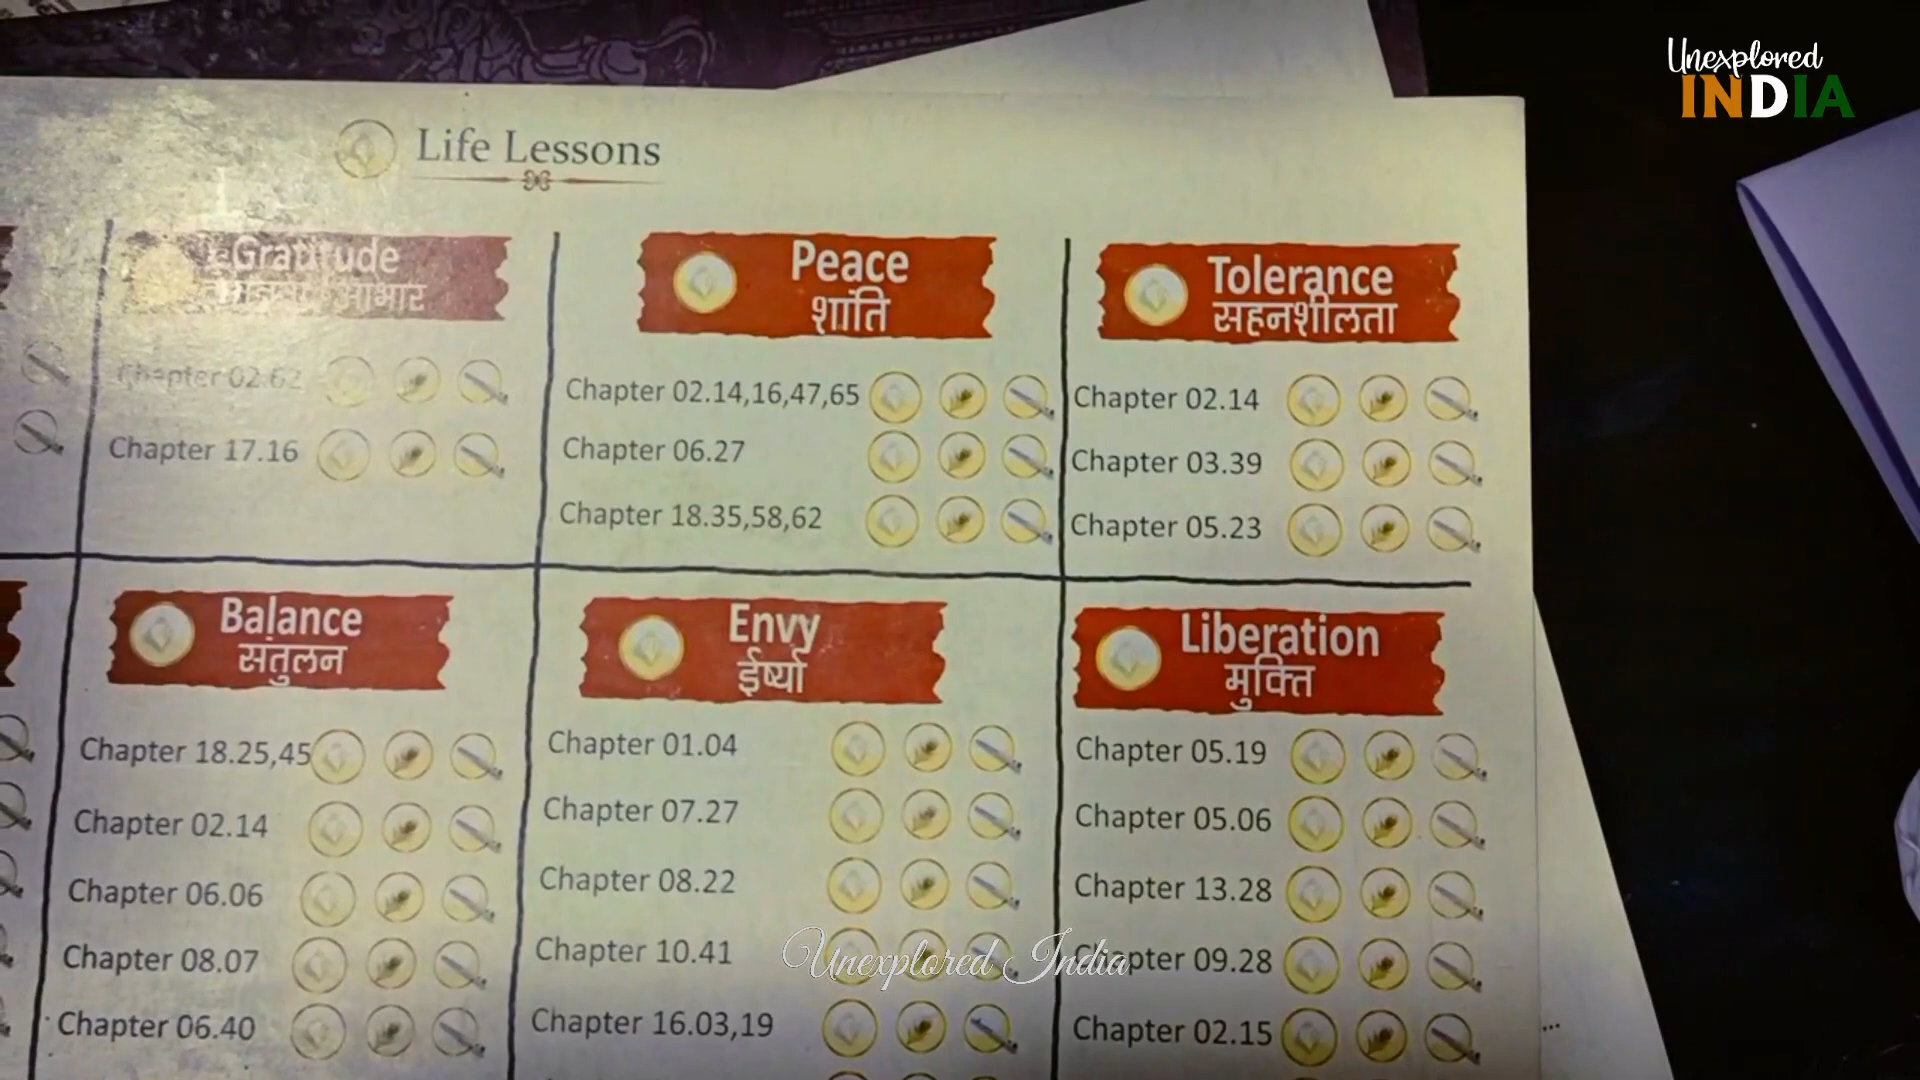 Unexplored
INDIA
Life Lessons
Gratitude
आभार
Chapter 02.62
Chapter 17.16
Peace
शांति
Chapter 02.14,16,47,65
Chapter 06.27
Chapter 18.35,58,62
Tolerance
सहनशीलता
Chapter 02.14
Chapter 03.39
Chapter 05.23
Balance
संतुलन
Chapter 18.25,45
Chapter 02.14
Chapter 06.06
Chapter 08.07
Chapter 06.40
Envy
ईर्ष्या
Chapter 01.04
Chapter 07.27
Chapter 08.22
Chapter 10.41
Chapter 16.03,19
Liberation
मुक्ति
Chapter 05.19
Chapter 05.06
Chapter 13.28
Chapter 09.28
Chapter 02.15
Unexplored India